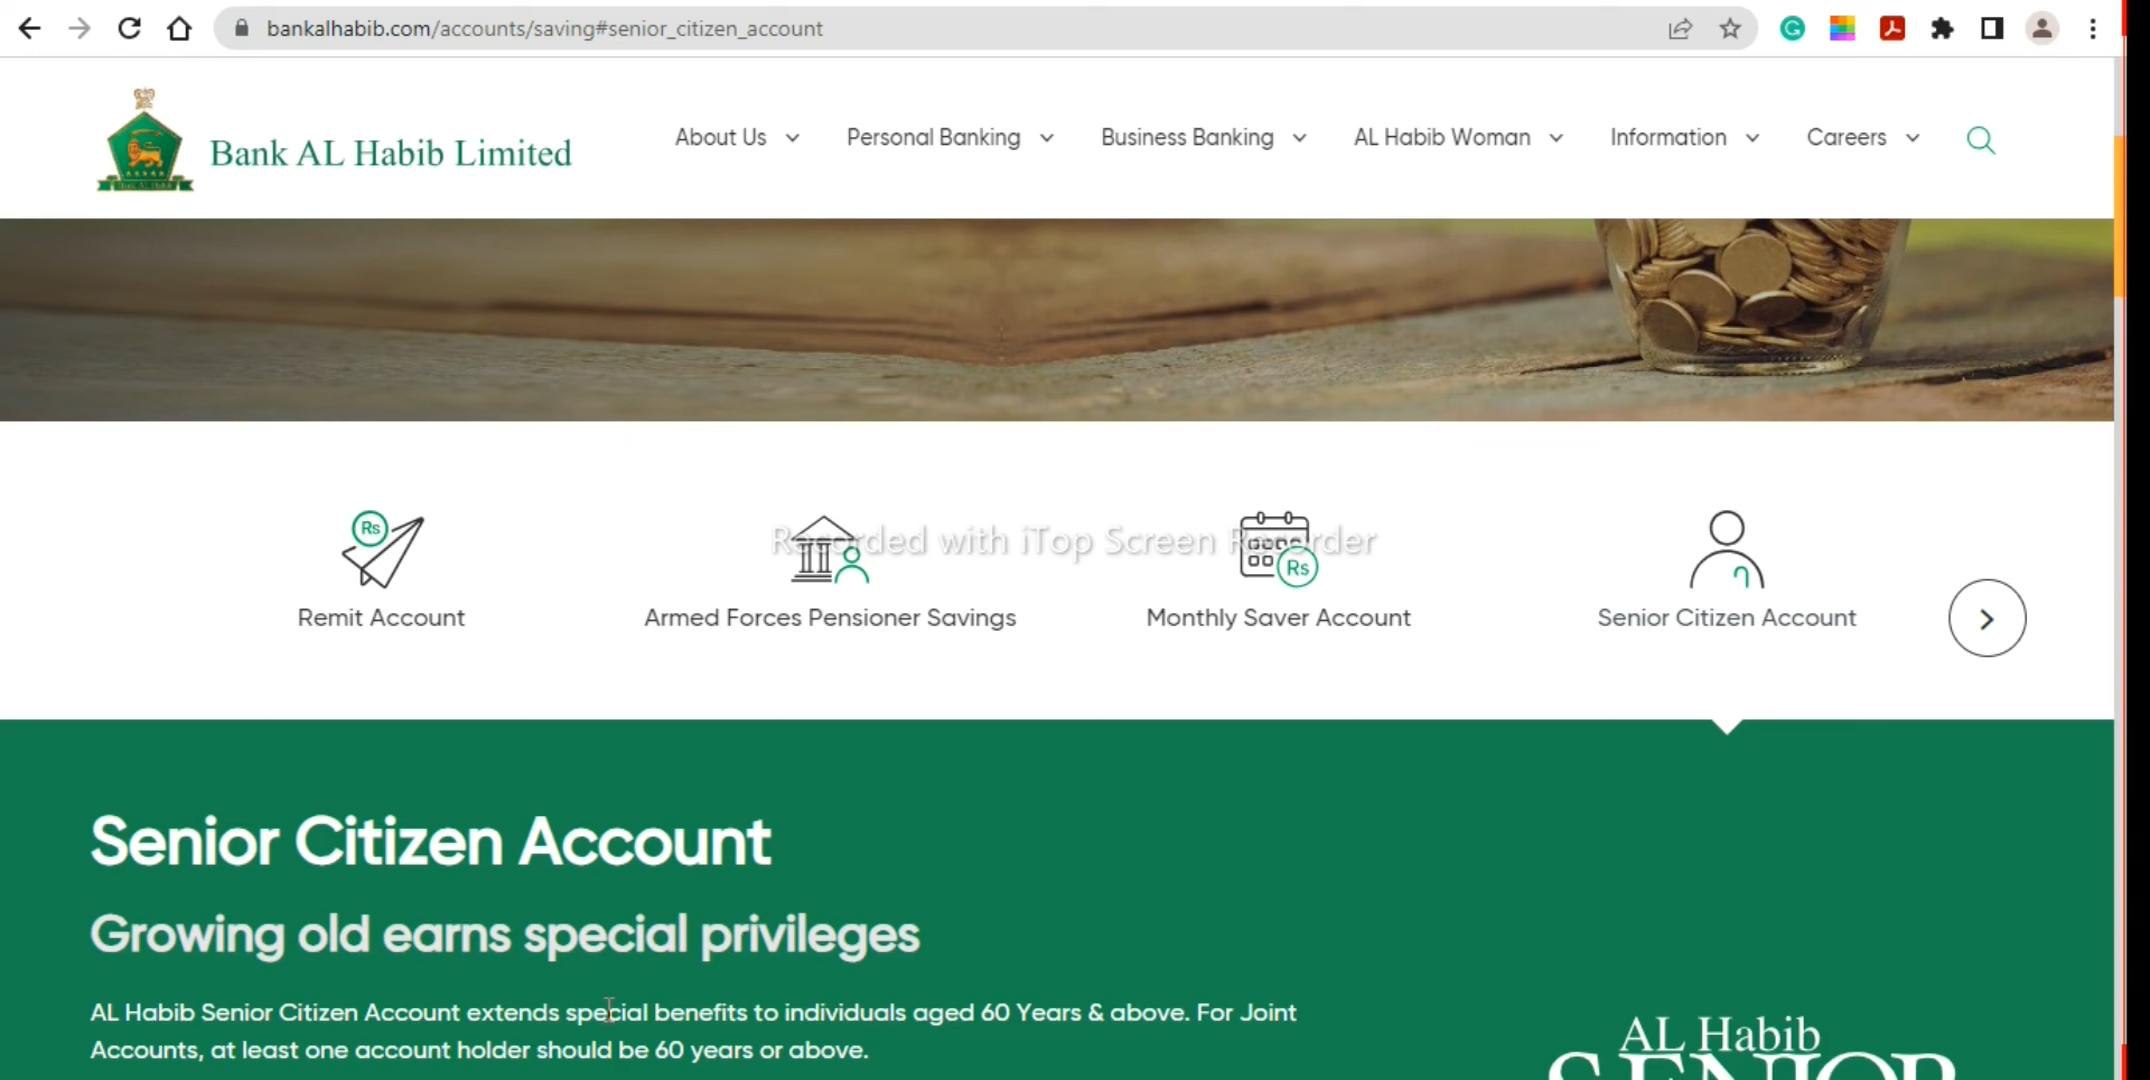 bankalhabib.com/accounts/saving#senior_citizen_account
Bank AL Habib Limited
About Us
Personal Banking
Business Banking
AL Habib Woman
Information
Careers
Rs
Rs
Recorded with iTop Screen Recorder
Remit Account
Armed Forces Pensioner Savings
Monthly Saver Account
Senior Citizen Account
Senior Citizen Account
Growing old earns special privileges
AL Habib Senior Citizen Account extends special benefits to individuals aged 60 Years & above. For Joint
Accounts, at least one account holder should be 60 years or above.
AL Habib
SENIOR